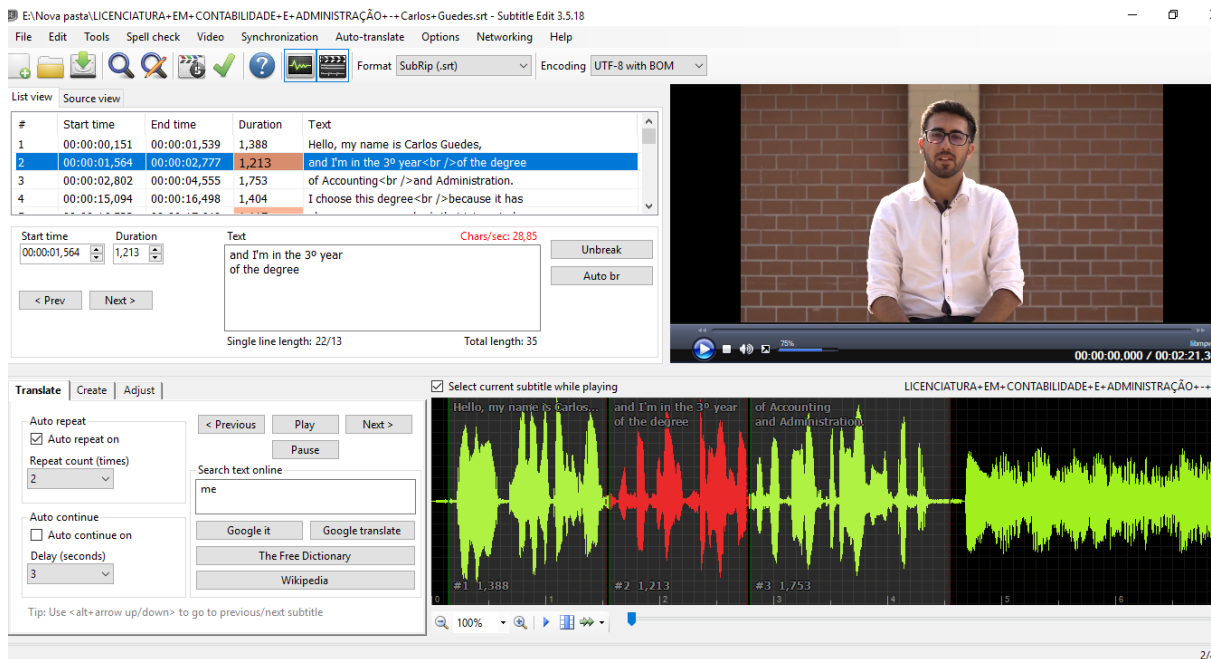 E:\Nova pasta\LICENCIATURA+EM+CONTABILIDADE+E+ADMINISTRAÇÃO+-+Carlos+Guedes.srt - Subtitle Edit 3.5.18
File Edit Tools Spell check Video Synchronization Auto-translate Options Networking Help
Format SubRip (.srt) Encoding UTF-8 with BOM
List view Source view
# Start time End time Duration Text
1 00:00:00,151 00:00:01,539 1,388 Hello, my name is Carlos Guedes,
2 00:00:01,564 00:00:02,777 1,213 and I'm in the 3º year<br />of the degree
3 00:00:02,802 00:00:04,555 1,753 of Accounting<br />and Administration.
4 00:00:15,094 00:00:16,498 1,404 I choose this degree<br />because it has
Start time Duration Text Chars/sec: 28,85
00:00:01,564 1,213 and I'm in the 3º year
of the degree
Unbreak
Auto br
< Prev Next >
Single line length: 22/13 Total length: 35
75%
libmpv
00:00:00,000 / 00:02:21,3
Translate Create Adjust
Auto repeat
Auto repeat on
Repeat count (times)
2
Auto continue
Auto continue on
Delay (seconds)
3
< Previous Play Next >
Pause
Search text online
me
Google it Google translate
The Free Dictionary
Wikipedia
Tip: Use <alt+arrow up/down> to go to previous/next subtitle
Select current subtitle while playing LICENCIATURA+EM+CONTABILIDADE+E+ADMINISTRAÇÃO+-+
Hello, my name is Carlos... and I'm in the 3º year of Accounting
of the degree and Administration.
#1 1,388 #2 1,213 #3 1,753
0 1 2 3 4 5 6
100%
2/